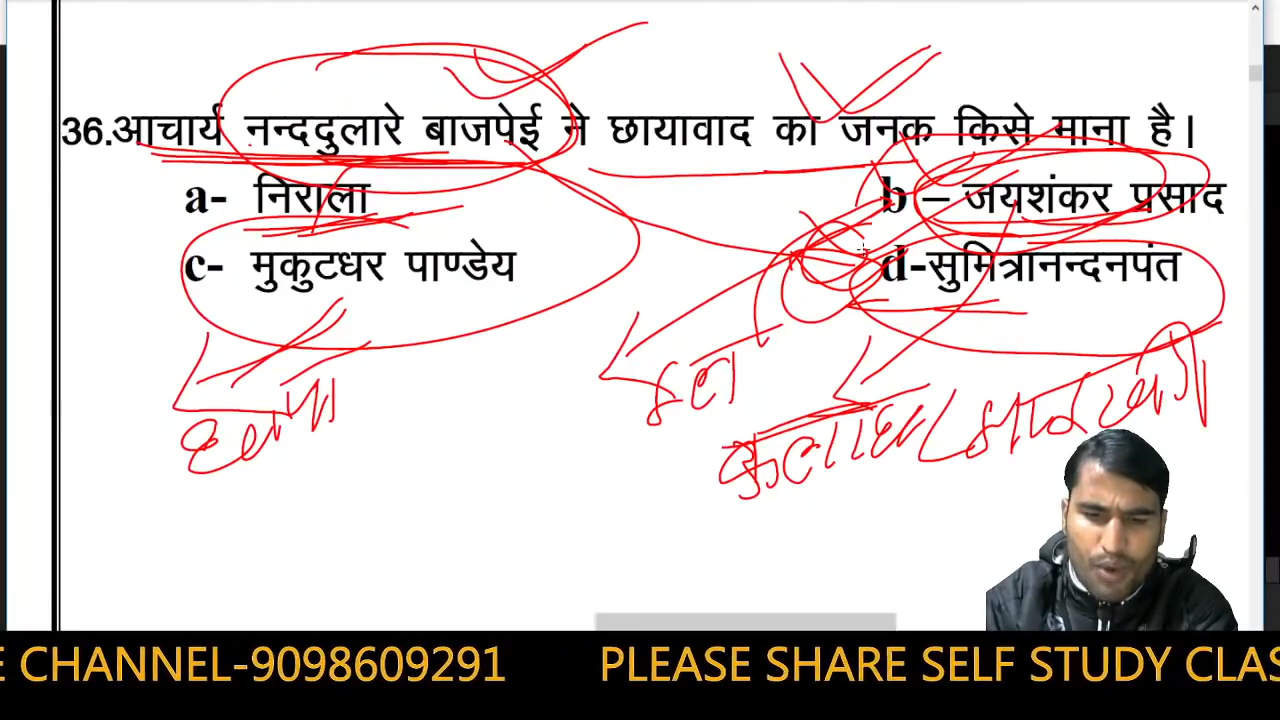 36.आचार्य नन्ददुलारे बाजपेई ने छायावाद का जनक किसे माना है।
a- निराला
b – जयशंकर प्रसाद
c- मुकुटधर पाण्डेय
d-सुमित्रानन्दनपंत
E CHANNEL-9098609291 PLEASE SHARE SELF STUDY CLAS